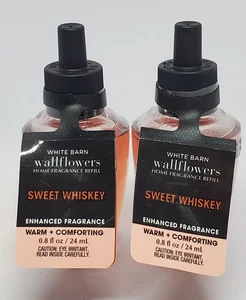 WHITE BARN
wallflowers
HOME FRAGRANCE REFILL
SWEET WHISKEY
ENHANCED FRAGRANCE
WARM + COMFORTING
0.8 fl oz / 24 mL
CAUTION: EYE IRRITANT.
READ INSIDE CAREFULLY.
WHITE BARN
wallflowers
HOME FRAGRANCE REFILL
SWEET WHISKEY
ENHANCED FRAGRANCE
WARM + COMFORTING
0.8 fl oz / 24 mL
CAUTION: EYE IRRITANT.
READ INSIDE CAREFULLY.